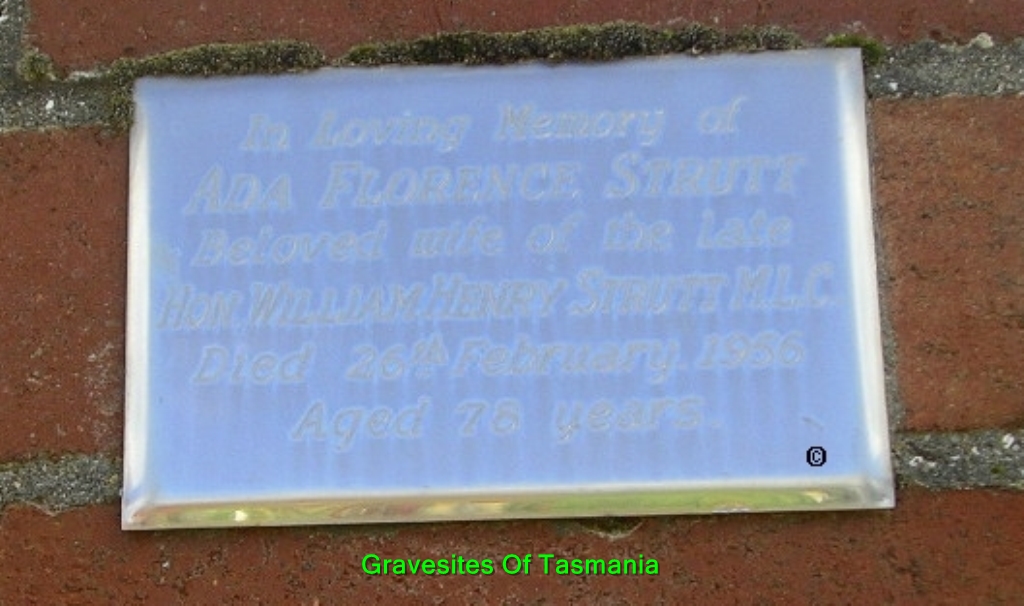 In Loving Memory of
ADA FLORENCE STRUTT
Beloved wife of the late
HON. WILLIAM HENRY STRUTT M.L.C.
Died 26th February 1956
Aged 78 years.
©
Gravesites Of Tasmania